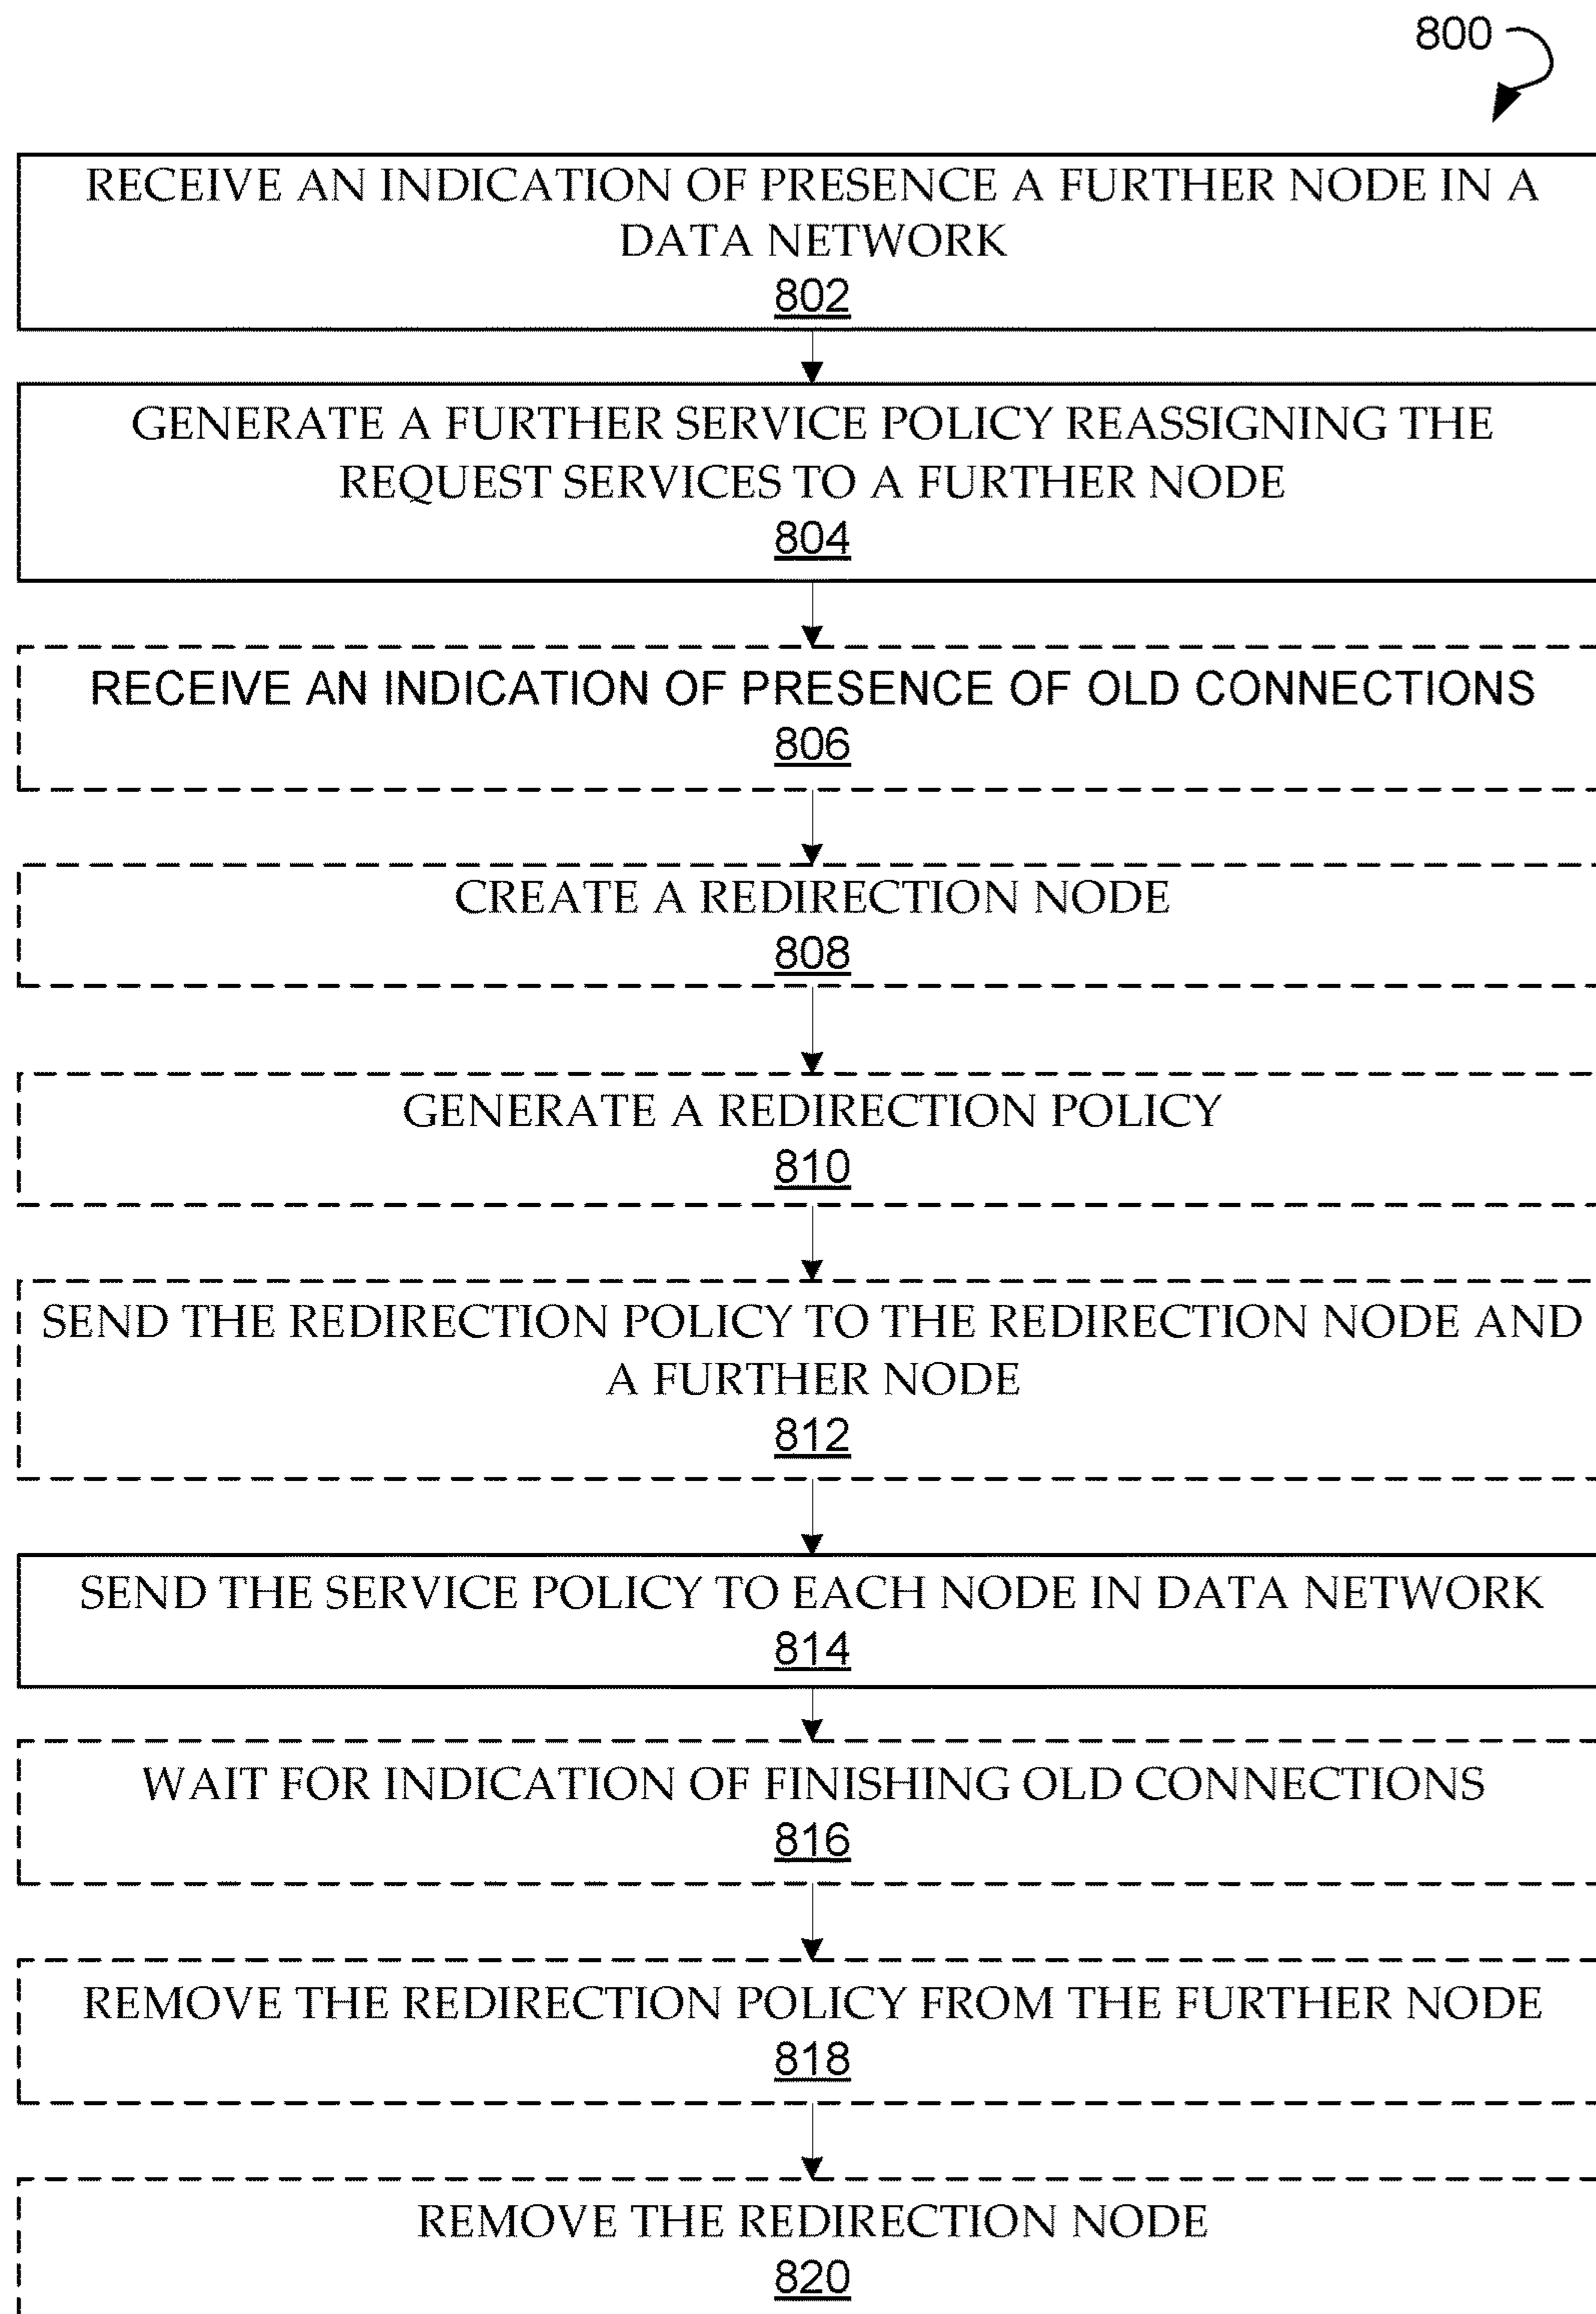 800
RECEIVE AN INDICATION OF PRESENCE A FURTHER NODE IN A
DATA NETWORK
802
GENERATE A FURTHER SERVICE POLICY REASSIGNING THE
REQUEST SERVICES TO A FURTHER NODE
804
RECEIVE AN INDICATION OF PRESENCE OF OLD CONNECTIONS
806
CREATE A REDIRECTION NODE
808
GENERATE A REDIRECTION POLICY
810
SEND THE REDIRECTION POLICY TO THE REDIRECTION NODE AND
A FURTHER NODE
812
SEND THE SERVICE POLICY TO EACH NODE IN DATA NETWORK
814
WAIT FOR INDICATION OF FINISHING OLD CONNECTIONS
816
REMOVE THE REDIRECTION POLICY FROM THE FURTHER NODE
818
REMOVE THE REDIRECTION NODE
820